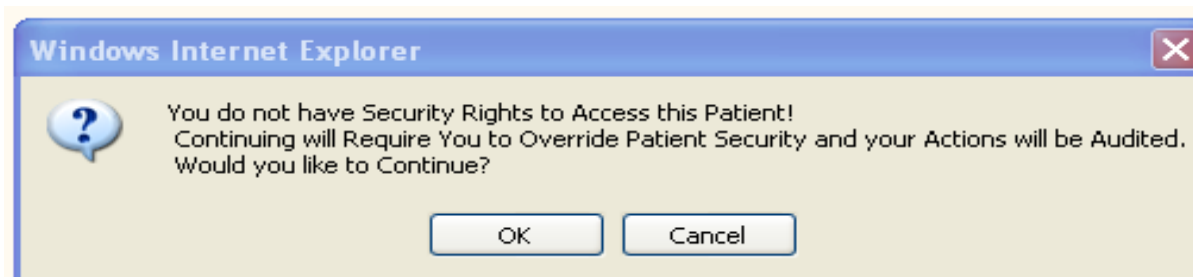 Windows Internet Explorer
You do not have Security Rights to Access this Patient!
Continuing will Require You to Override Patient Security and your Actions will be Audited.
Would you like to Continue?
OK Cancel